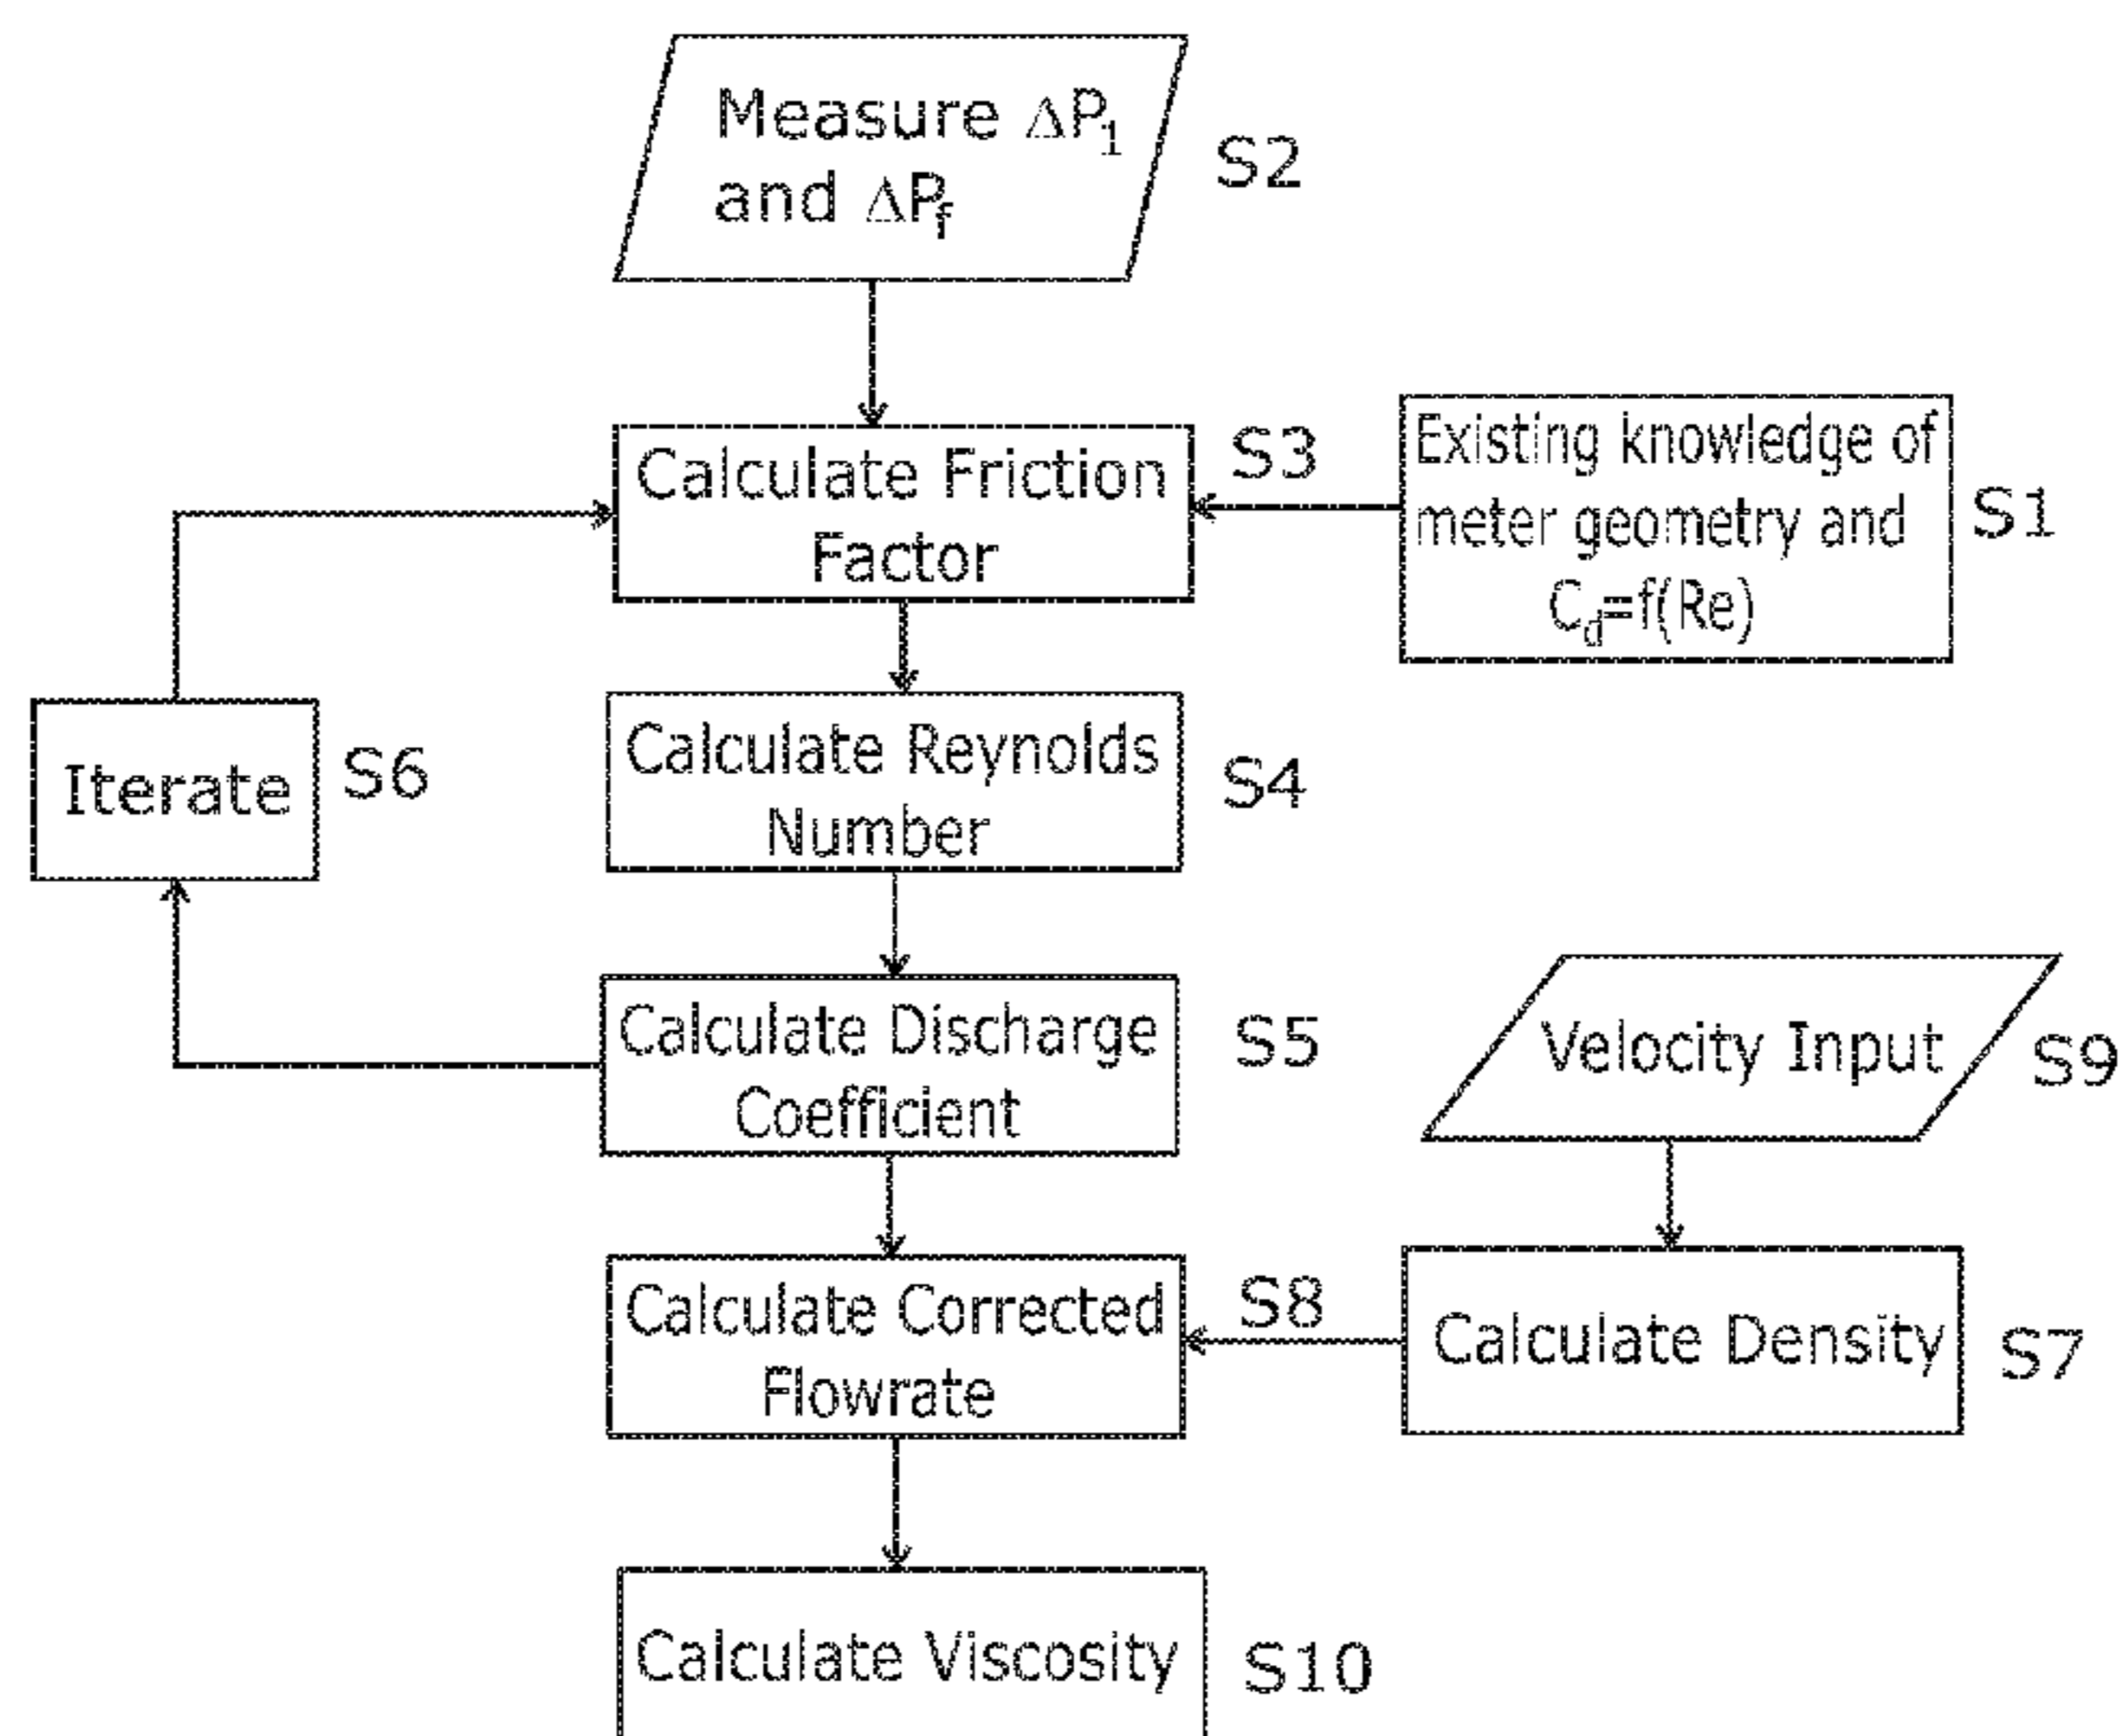 Measure ΔP₁
and ΔP_f
S2
Calculate Friction
Factor
S3
Existing knowledge of
meter geometry and
C_d=f(Re)
S1
Iterate
S6
Calculate Reynolds
Number
S4
Calculate Discharge
Coefficient
S5
Velocity Input
S9
Calculate Corrected
Flowrate
S8
Calculate Density
S7
Calculate Viscosity
S10